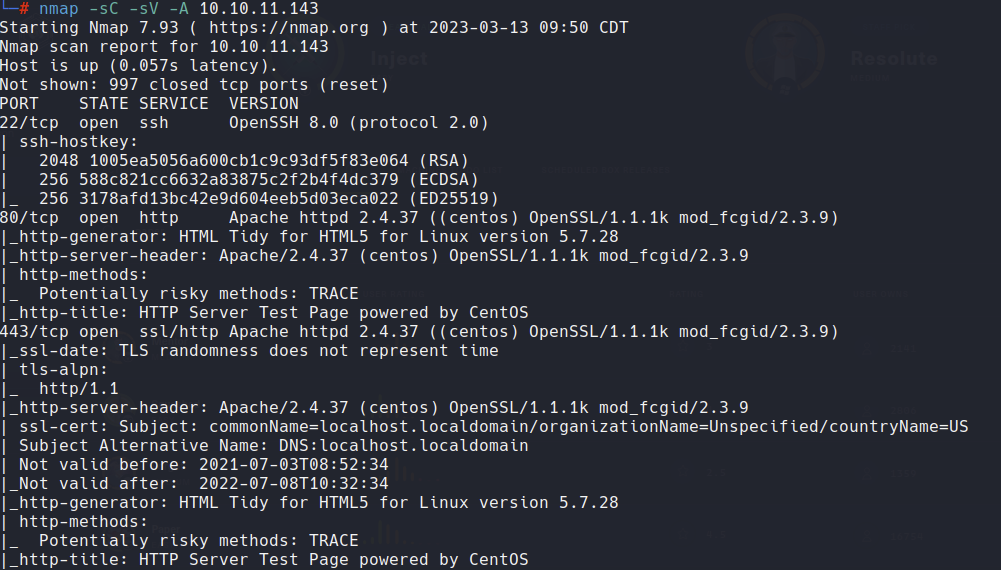 └─# nmap -sC -sV -A 10.10.11.143
Starting Nmap 7.93 ( https://nmap.org ) at 2023-03-13 09:50 CDT
Nmap scan report for 10.10.11.143
Host is up (0.057s latency).
Not shown: 997 closed tcp ports (reset)
PORT    STATE SERVICE  VERSION
22/tcp  open  ssh      OpenSSH 8.0 (protocol 2.0)
| ssh-hostkey:
|   2048 1005ea5056a600cb1c9c93df5f83e064 (RSA)
|   256 588c821cc6632a83875c2f2b4f4dc379 (ECDSA)
|_  256 3178afd13bc42e9d604eeb5d03eca022 (ED25519)
80/tcp  open  http     Apache httpd 2.4.37 ((centos) OpenSSL/1.1.1k mod_fcgid/2.3.9)
|_http-generator: HTML Tidy for HTML5 for Linux version 5.7.28
|_http-server-header: Apache/2.4.37 (centos) OpenSSL/1.1.1k mod_fcgid/2.3.9
| http-methods:
|_  Potentially risky methods: TRACE
|_http-title: HTTP Server Test Page powered by CentOS
443/tcp open  ssl/http Apache httpd 2.4.37 ((centos) OpenSSL/1.1.1k mod_fcgid/2.3.9)
|_ssl-date: TLS randomness does not represent time
| tls-alpn:
|_  http/1.1
|_http-server-header: Apache/2.4.37 (centos) OpenSSL/1.1.1k mod_fcgid/2.3.9
| ssl-cert: Subject: commonName=localhost.localdomain/organizationName=Unspecified/countryName=US
| Subject Alternative Name: DNS:localhost.localdomain
| Not valid before: 2021-07-03T08:52:34
|_Not valid after:  2022-07-08T10:32:34
|_http-generator: HTML Tidy for HTML5 for Linux version 5.7.28
| http-methods:
|_  Potentially risky methods: TRACE
|_http-title: HTTP Server Test Page powered by CentOS
Inject
Resolute